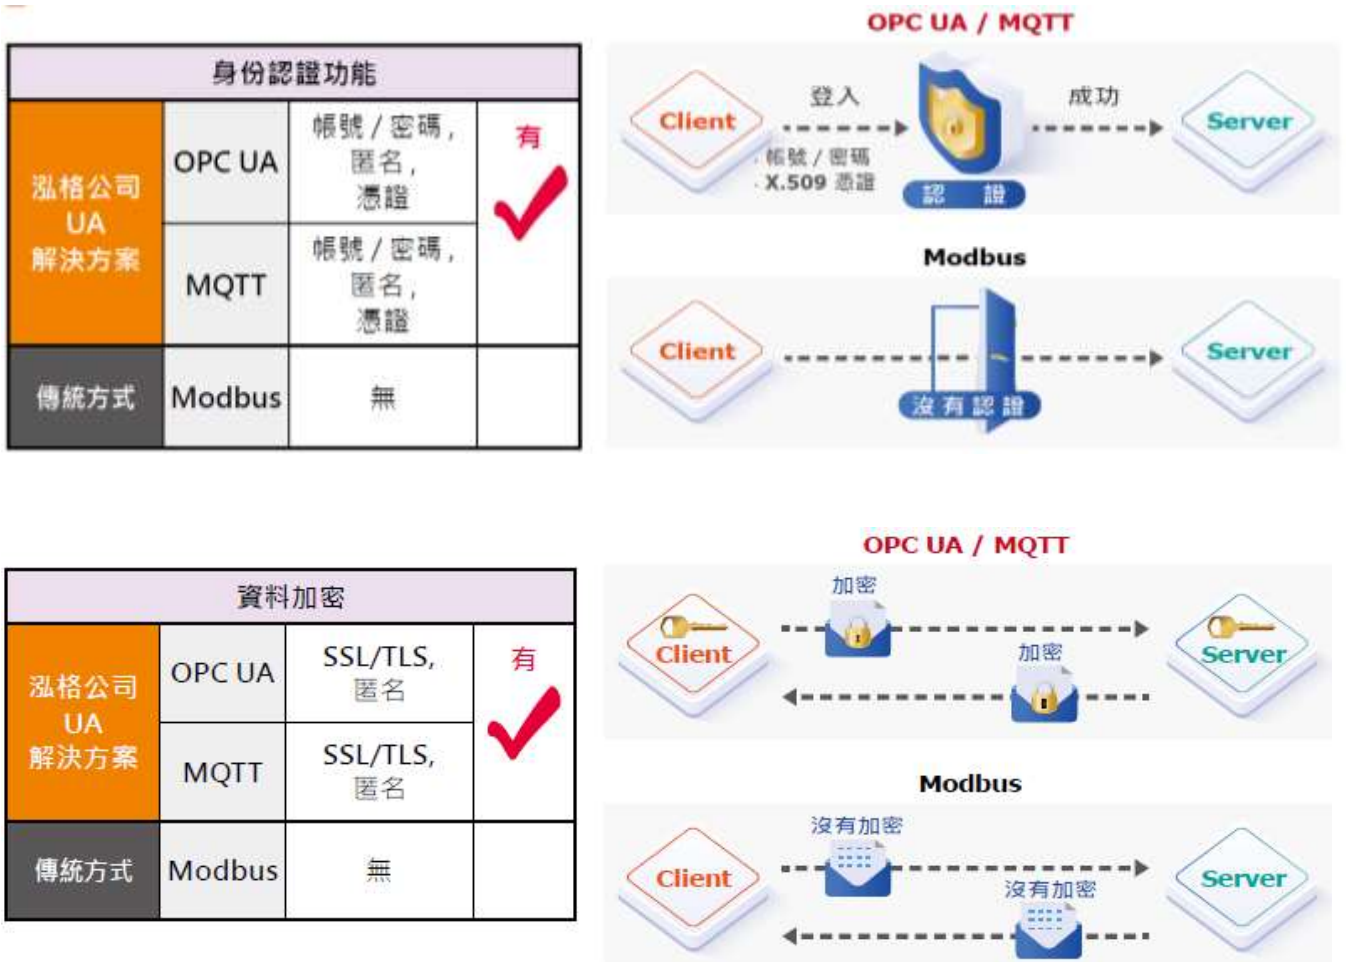 身份認證功能
泓格公司
UA
解決方案
OPC UA
帳號 / 密碼,
匿名,
憑證
有
MQTT
帳號 / 密碼,
匿名,
憑證
傳統方式
Modbus
無
OPC UA / MQTT
Client
登入
帳號 / 密碼
X.509 憑證
認 證
成功
Server
Modbus
Client
沒有認證
Server
資料加密
泓格公司
UA
解決方案
OPC UA
SSL/TLS,
匿名
有
MQTT
SSL/TLS,
匿名
傳統方式
Modbus
無
OPC UA / MQTT
加密
Client
加密
Server
Modbus
沒有加密
Client
沒有加密
Server